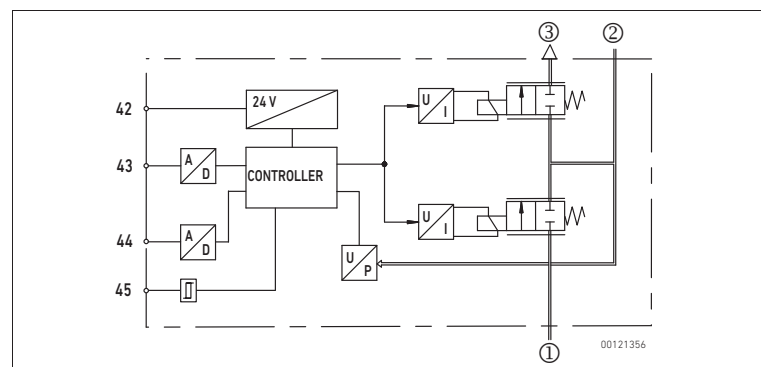 ③
②
42
24 V
U
I
43
A
D
CONTROLLER
44
A
D
U
I
45
U
P
①
00121356